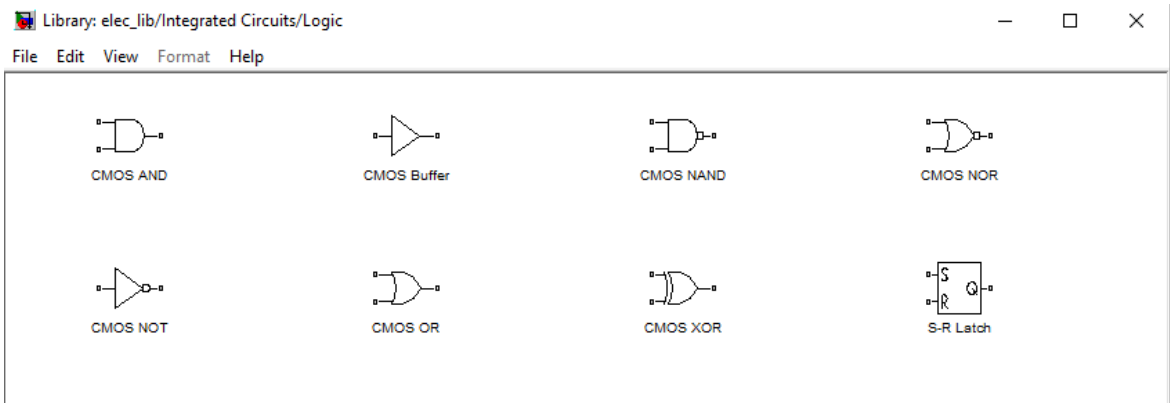 Library: elec_lib/Integrated Circuits/Logic
File Edit View Format Help
CMOS AND CMOS Buffer CMOS NAND CMOS NOR
S
R
Q
CMOS NOT CMOS OR CMOS XOR S-R Latch